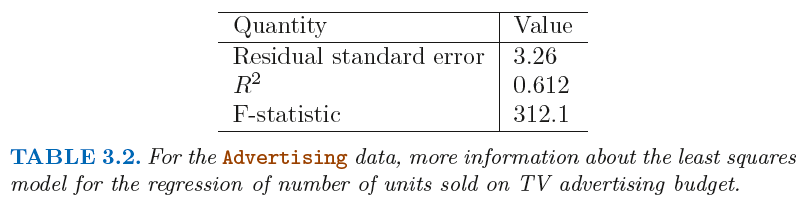 Quantity Value
Residual standard error 3.26
R² 0.612
F-statistic 312.1
TABLE 3.2. For the Advertising data, more information about the least squares
model for the regression of number of units sold on TV advertising budget.